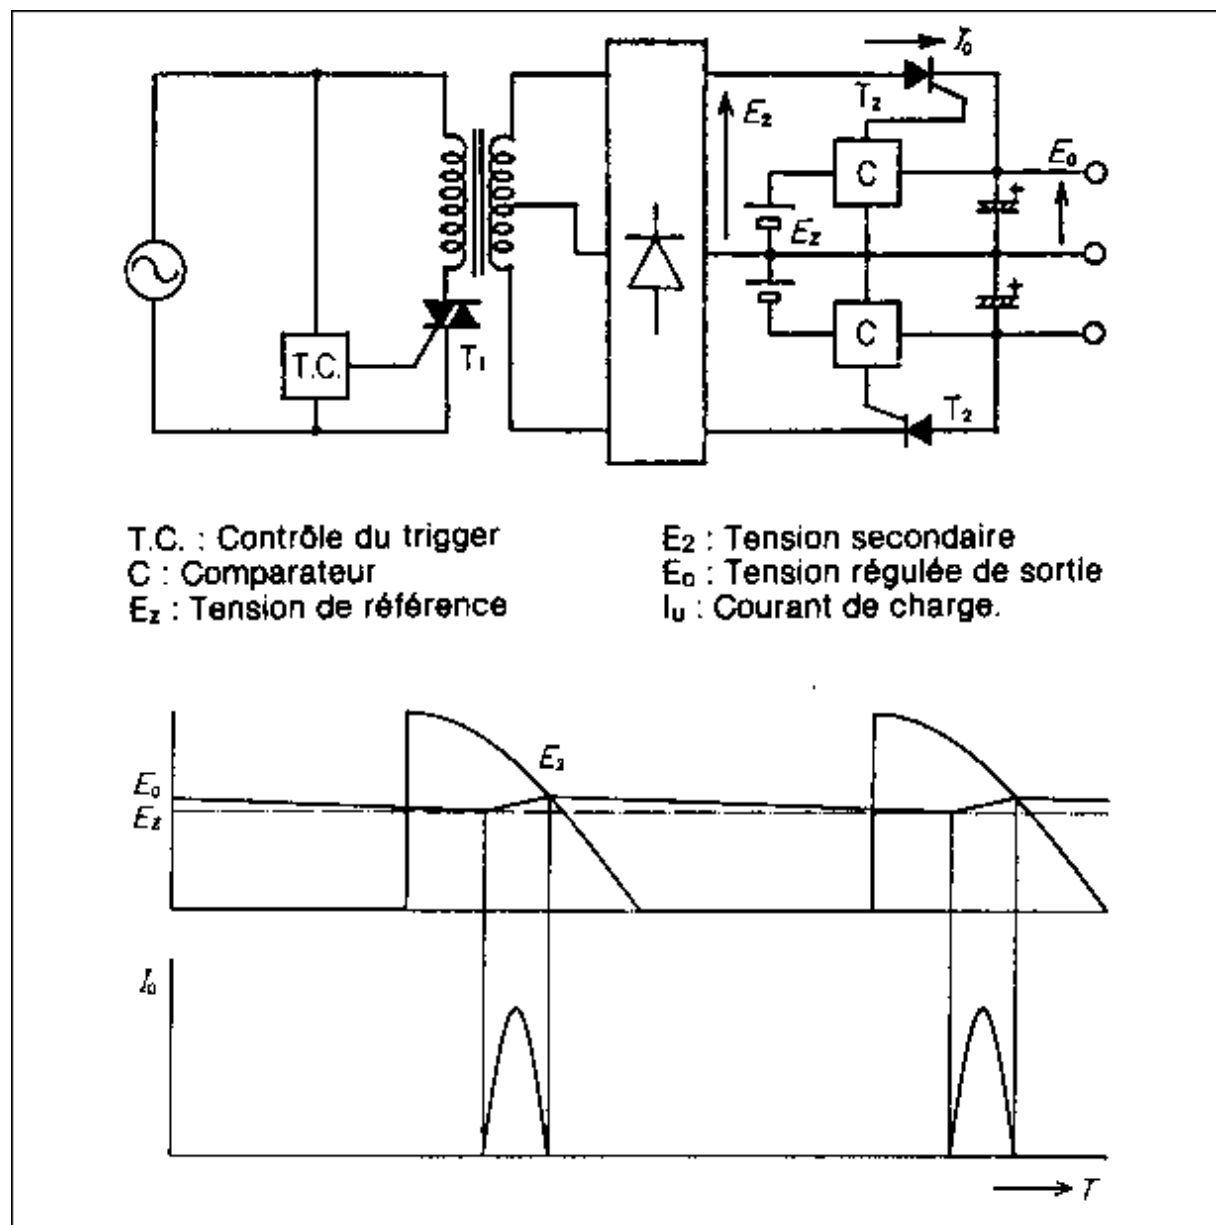 I₀
T₂
E₂
C
E₀
E_Z
T.C.
T₁
C
T₂
T.C. : Contrôle du trigger
C : Comparateur
E_Z : Tension de référence
E₂ : Tension secondaire
E₀ : Tension régulée de sortie
I_U : Courant de charge.
E₂
E₀
E_Z
I₀
T